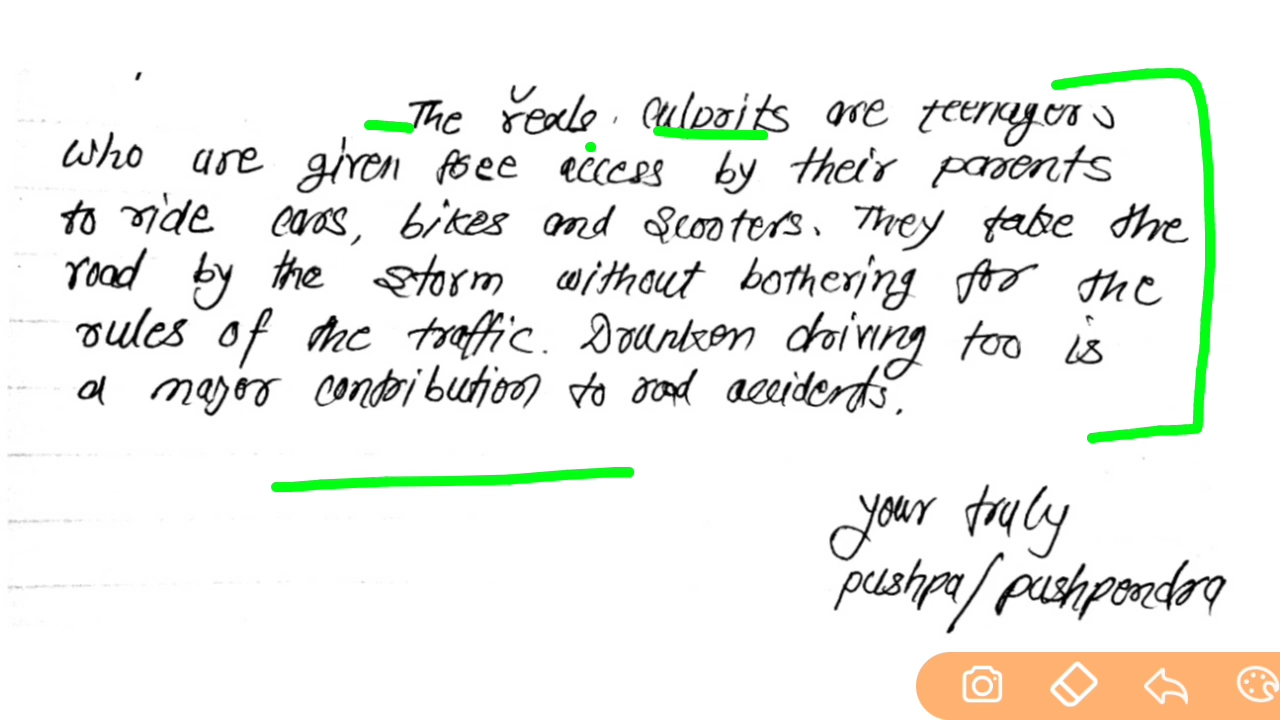 The reale. Culprits are teenagers
who are given free access by their parents
to ride cars, bikes and Scooters. They take the
road by the storm without bothering for the
rules of the traffic. Drunken driving too is
a major contribution to road accidents.
your truly
pushpa/pushpendra